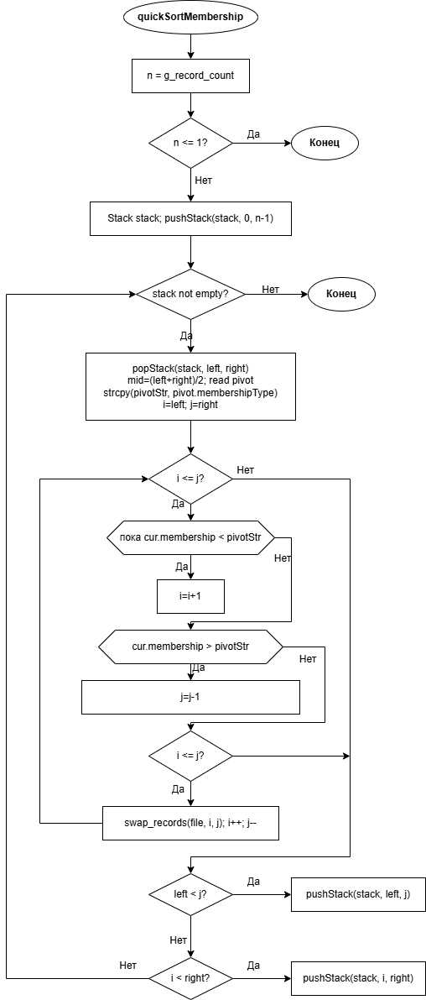 quickSortMembership
n = g_record_count
n <= 1?
Да
Конец
Нет
Stack stack; pushStack(stack, 0, n-1)
stack not empty?
Нет
Конец
Да
popStack(stack, left, right)
mid=(left+right)/2; read pivot
strcpy(pivotStr, pivot.membershipType)
i=left; j=right
i <= j?
Нет
Да
пока cur.membership < pivotStr
Нет
Да
i=i+1
cur.membership > pivotStr
Нет
Да
j=j-1
i <= j?
Да
swap_records(file, i, j); i++; j--
left < j?
Да
pushStack(stack, left, j)
Нет
Нет
i < right?
Да
pushStack(stack, i, right)